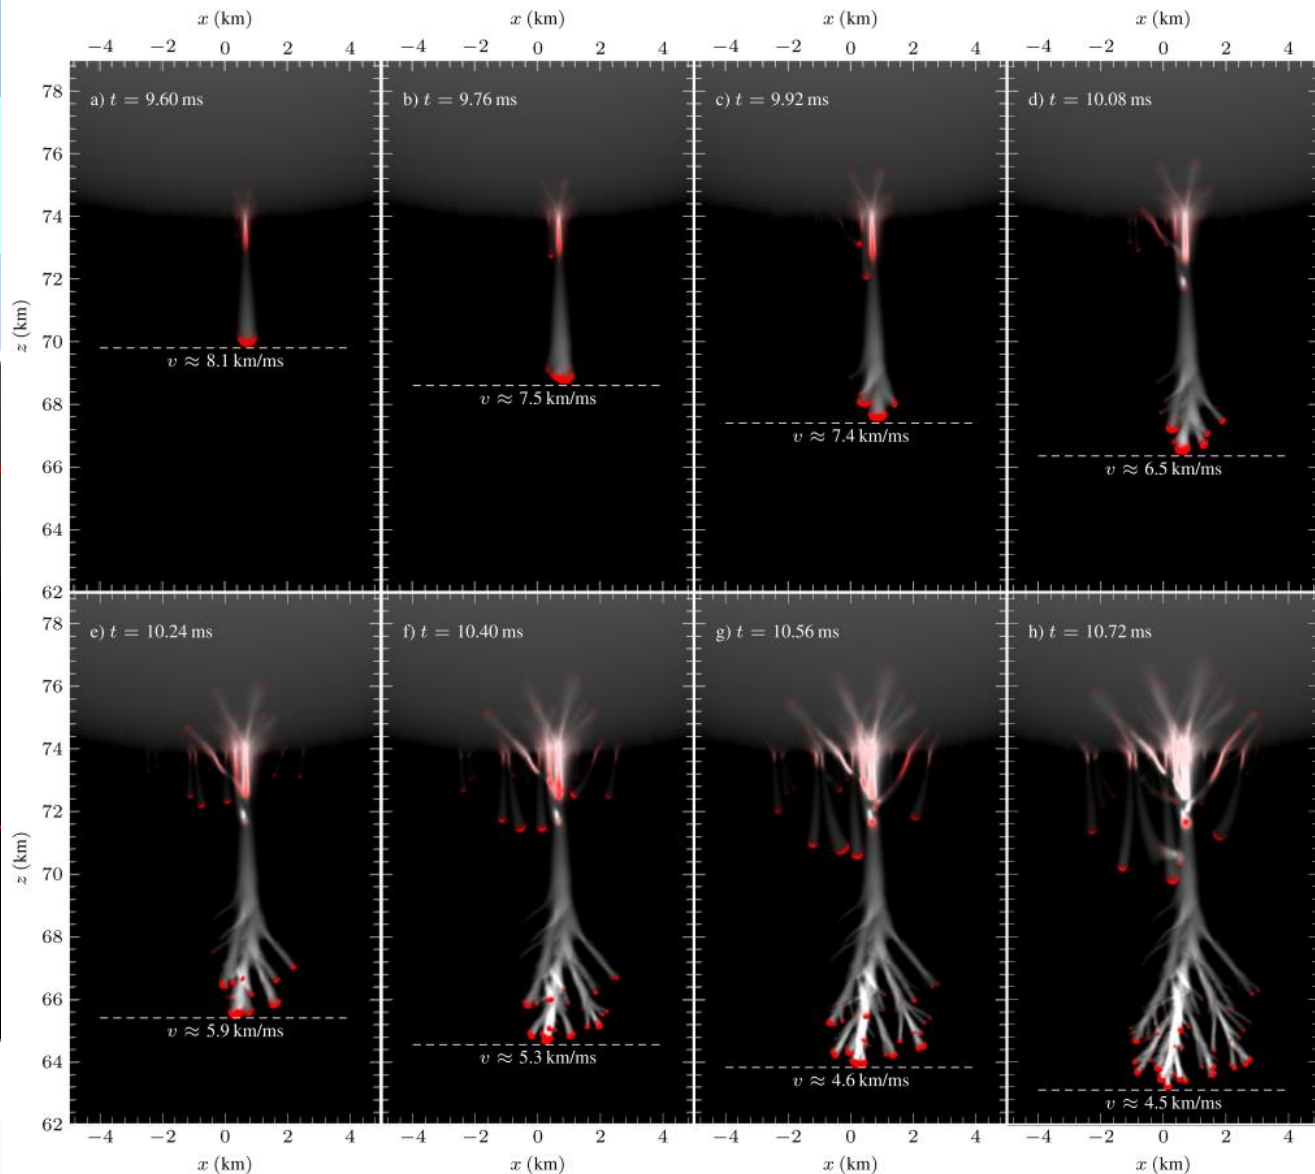 x (km) x (km) x (km) x (km)
−4 −2 0 2 4 −4 −2 0 2 4 −4 −2 0 2 4 −4 −2 0 2 4
78
a) t = 9.60 ms b) t = 9.76 ms c) t = 9.92 ms d) t = 10.08 ms
76
74
72
z (km)
70
v ≈ 8.1 km/ms
v ≈ 7.5 km/ms
68
v ≈ 7.4 km/ms
66
v ≈ 6.5 km/ms
64
62
78
e) t = 10.24 ms f) t = 10.40 ms g) t = 10.56 ms h) t = 10.72 ms
76
74
72
z (km)
70
68
66
v ≈ 5.9 km/ms
v ≈ 5.3 km/ms
64
v ≈ 4.6 km/ms
v ≈ 4.5 km/ms
62
−4 −2 0 2 4 −4 −2 0 2 4 −4 −2 0 2 4 −4 −2 0 2 4
x (km) x (km) x (km) x (km)